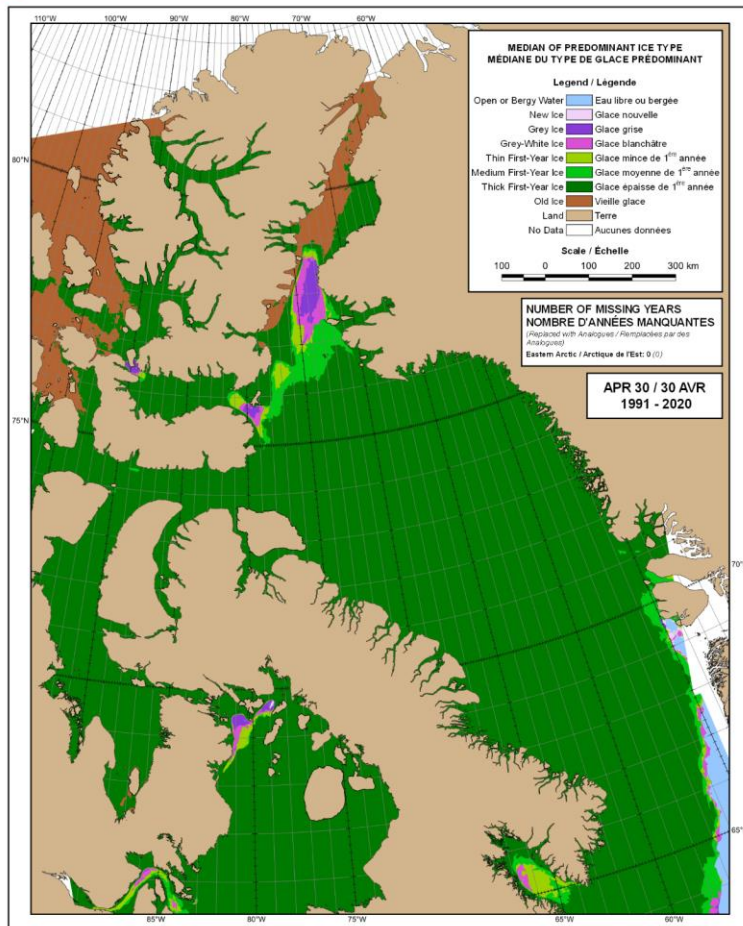 110°W 100°W 90°W 80°W 70°W 60°W
MEDIAN OF PREDOMINANT ICE TYPE
MÉDIANE DU TYPE DE GLACE PRÉDOMINANT
Legend / Légende
Open or Bergy Water Eau libre ou bergée
New Ice Glace nouvelle
Grey Ice Glace grise
Grey-White Ice Glace blanchâtre
Thin First-Year Ice Glace mince de 1ère année
Medium First-Year Ice Glace moyenne de 1ère année
Thick First-Year Ice Glace épaisse de 1ère année
Old Ice Vieille glace
Land Terre
No Data Aucunes données
Scale / Échelle
100 50 0 100 200 300 km
NUMBER OF MISSING YEARS
NOMBRE D'ANNÉES MANQUANTES
(Replaced with Analogues / Remplacées par des
Analogues)
Eastern Arctic / Arctique de l'Est: 0 (0)
APR 30 / 30 AVR
1991 - 2020
80°N
75°N
70°N
65°N
85°W 80°W 75°W 65°W 60°W